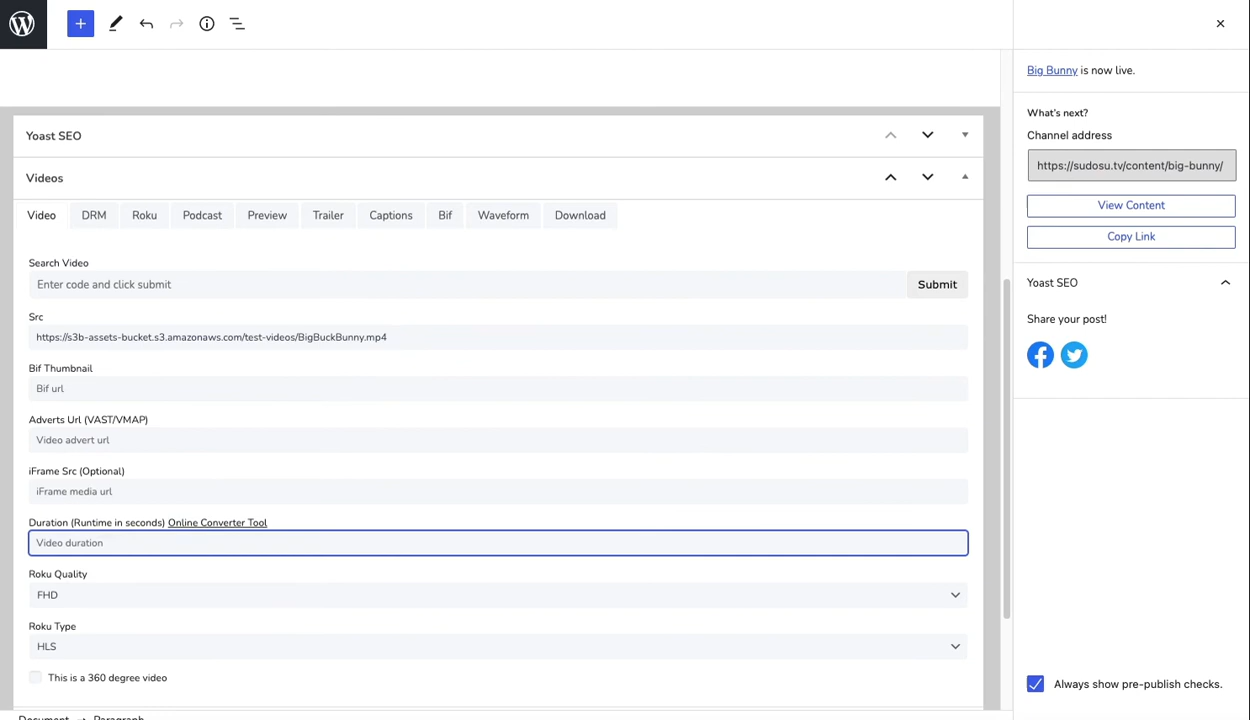 Big Bunny is now live.
What's next?
Channel address
https://sudosu.tv/content/big-bunny/
View Content
Copy Link
Yoast SEO
Share your post!
Always show pre-publish checks.
Yoast SEO
Videos
Video DRM Roku Podcast Preview Trailer Captions Bif Waveform Download
Search Video
Enter code and click submit Submit
Src
https://s3b-assets-bucket.s3.amazonaws.com/test-videos/BigBuckBunny.mp4
Bif Thumbnail
Bif url
Adverts Url (VAST/VMAP)
Video advert url
iFrame Src (Optional)
iFrame media url
Duration (Runtime in seconds) Online Converter Tool
Video duration
Roku Quality
FHD
Roku Type
HLS
This is a 360 degree video
Document → Paragraph